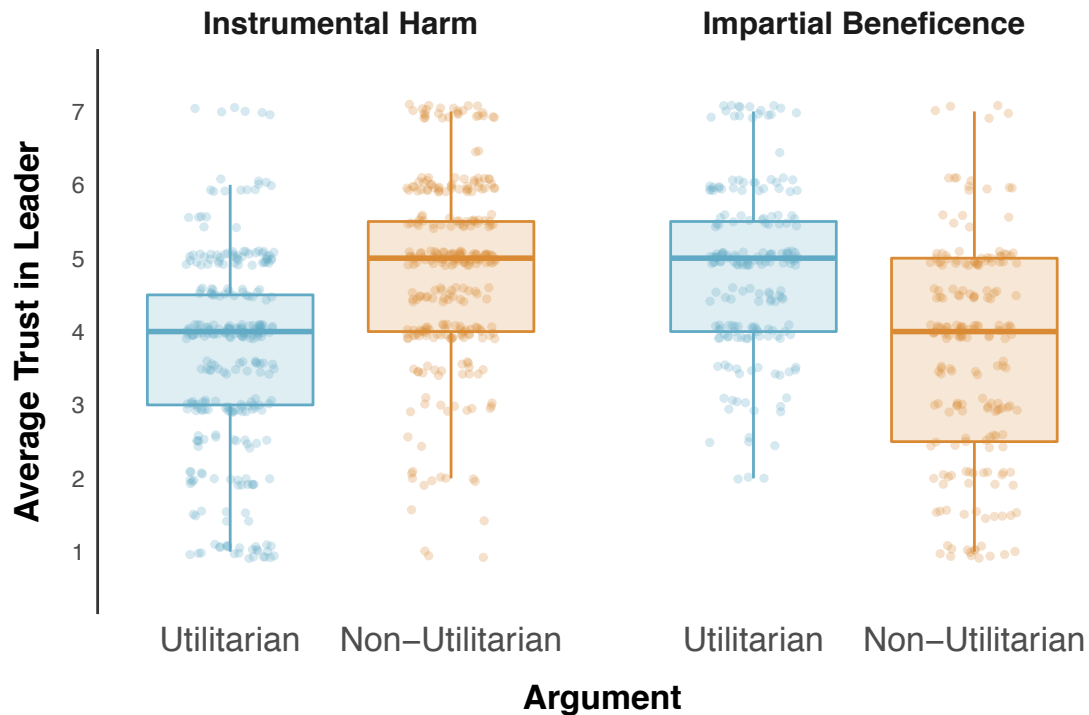 Instrumental Harm
Impartial Beneficence
Average Trust in Leader
7
6
5
4
3
2
1
Utilitarian
Non−Utilitarian
Utilitarian
Non−Utilitarian
Argument